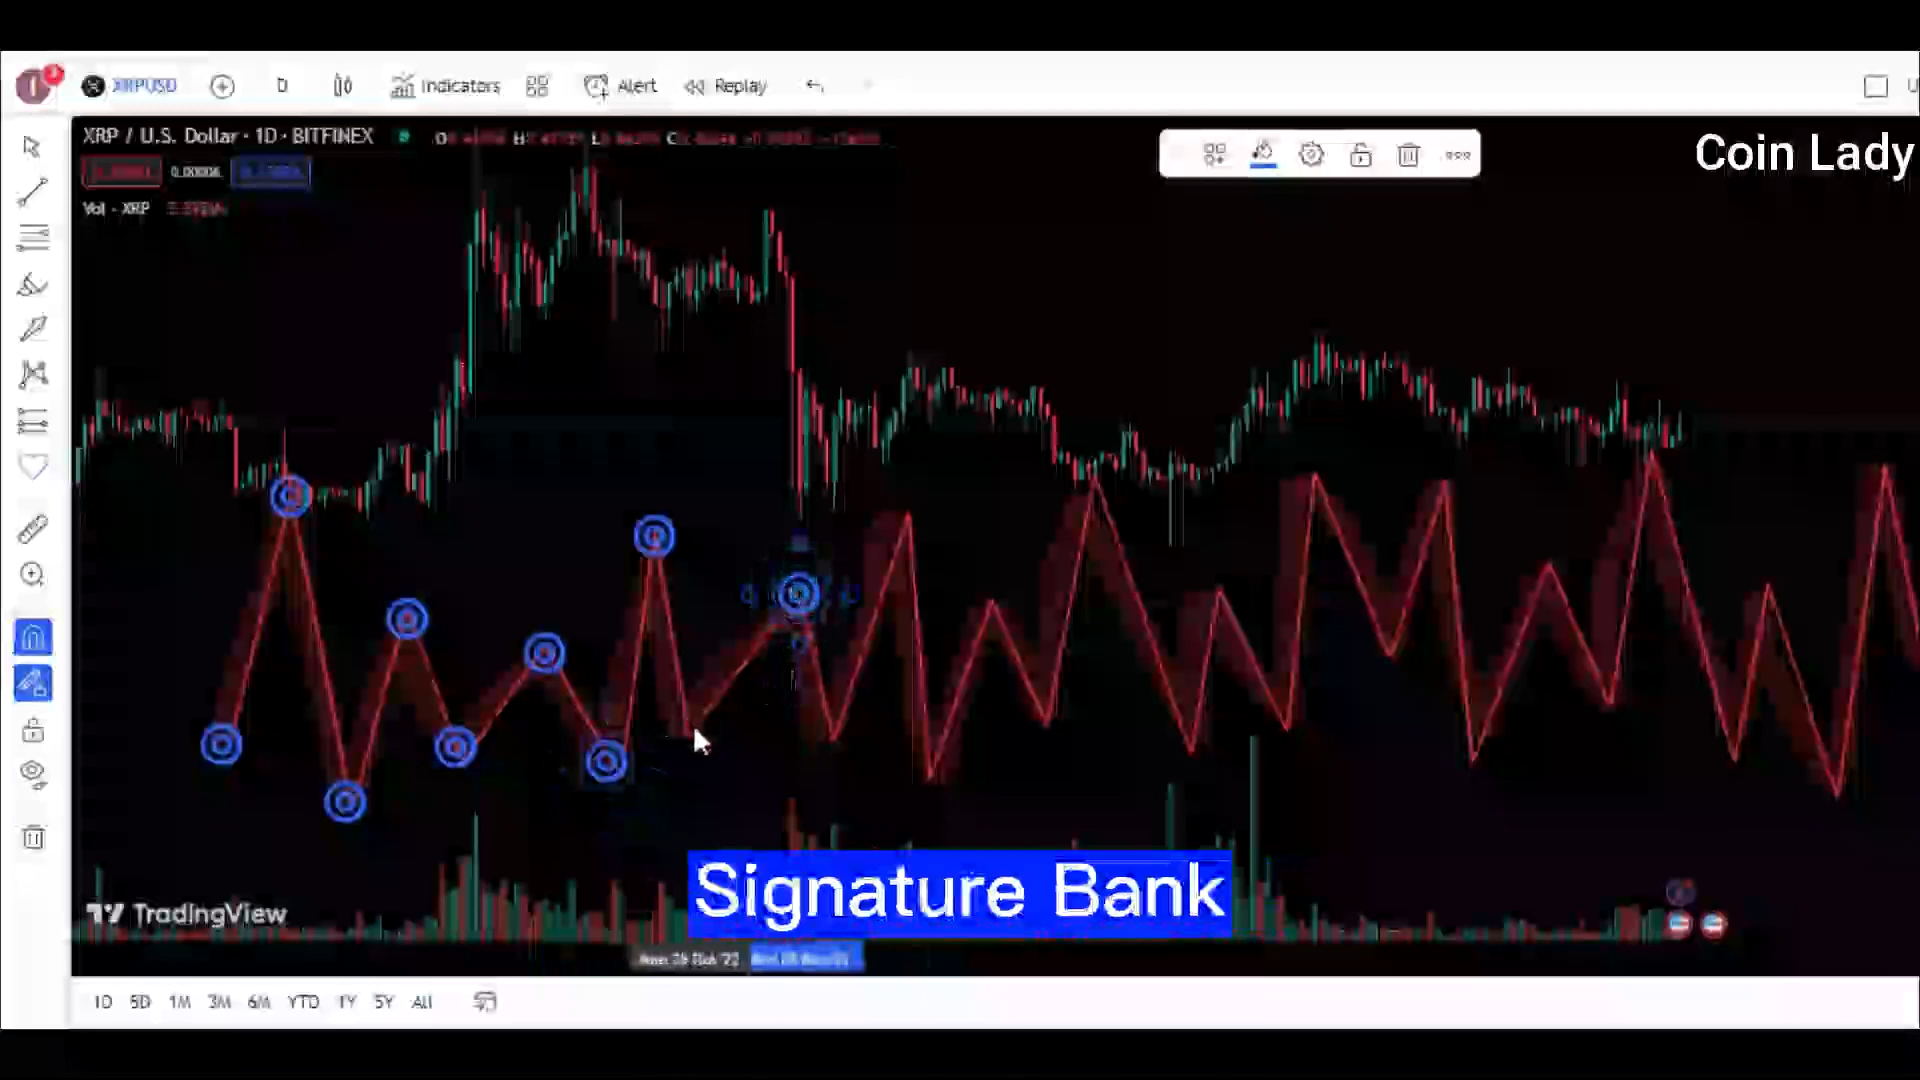 XRPUSD
D
Indicators
Alert
Replay
XRP / U.S. Dollar · 1D · BITFINEX
O
H
L
C
Coin Lady
Vol · XRP
Signature Bank
TradingView
1D 5D 1M 3M 6M YTD 1Y 5Y All